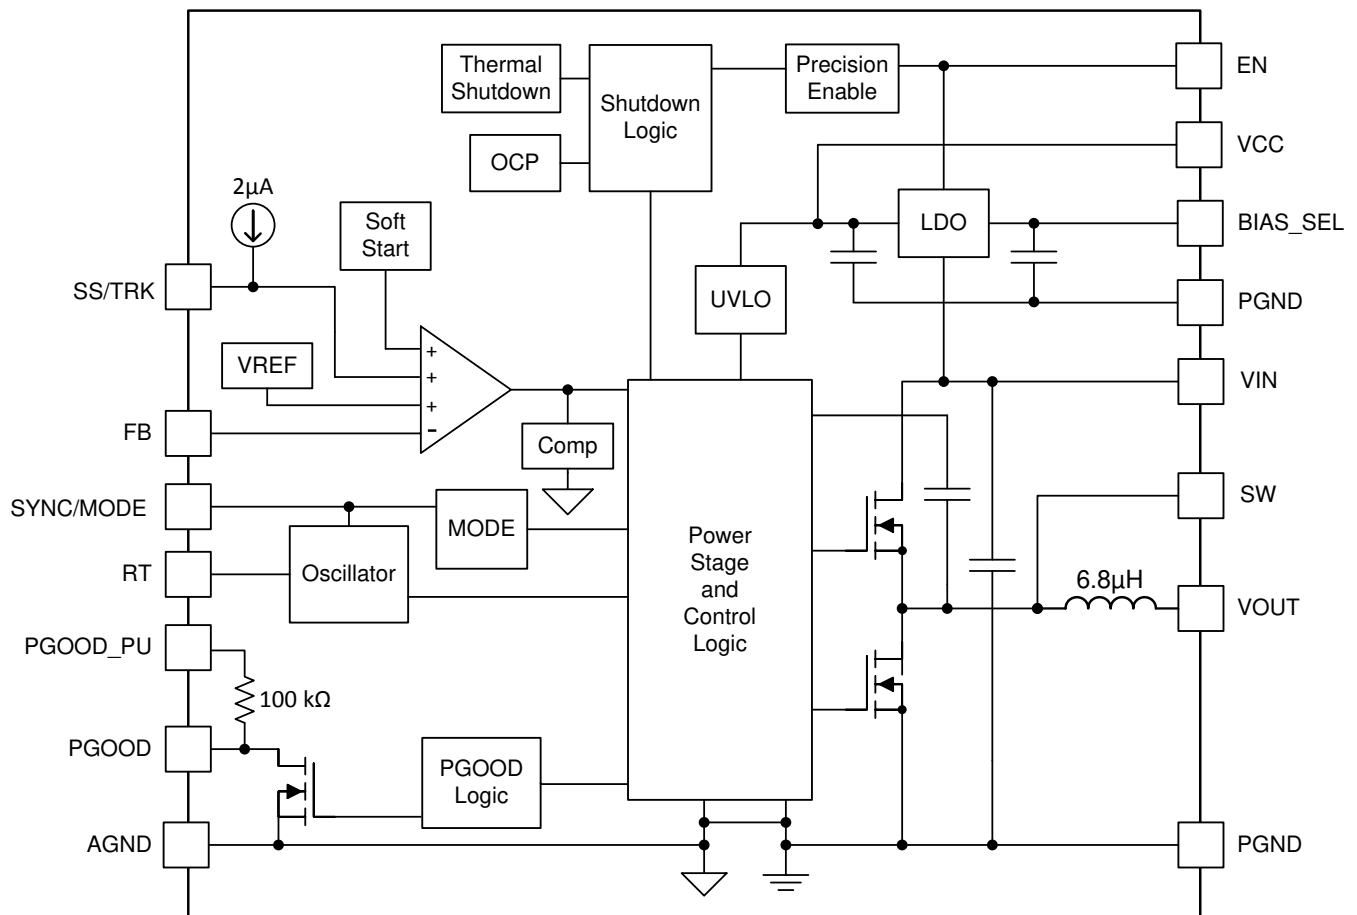 Thermal
Shutdown
Shutdown
Logic
Precision
Enable
EN
OCP
VCC
2µA
Soft
Start
LDO
BIAS_SEL
SS/TRK
UVLO
PGND
VREF
+
+
+
-
VIN
FB
Comp
SYNC/MODE
MODE
SW
RT
Oscillator
Power
Stage
and
Control
Logic
6.8µH
VOUT
PGOOD_PU
100 kΩ
PGOOD
PGOOD
Logic
AGND
PGND